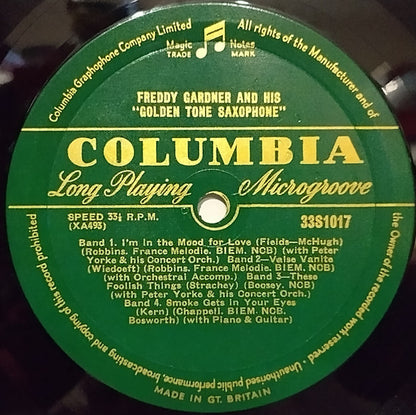 Columbia Graphophone Company Limited
All rights of the Manufacturer and of
the Owner of the recorded work reserved -
Unauthorised public performance, broadcasting and copying of this record prohibited
Magic Notes
TRADE MARK
FREDDY GARDNER AND HIS
"GOLDEN TONE SAXOPHONE"
COLUMBIA
Long Playing Microgroove
SPEED 33⅓ R.P.M.
(XA493)
33S1017
Band 1. I'm in the Mood for Love (Fields—McHugh)
(Robbins. France Melodie. BIEM. NCB) (with Peter
Yorke & his Concert Orch.) Band 2—Valse Vanite
(Wiedoeft) (Robbins. France Melodie. BIEM. NCB)
(with Orchestral Accomp.) Band 3—These
Foolish Things (Strachey) (Boosey. NCB)
(with Peter Yorke & his Concert Orch.)
Band 4. Smoke Gets in Your Eyes
(Kern) (Chappell. BIEM. NCB.
Bosworth) (with Piano & Guitar)
MADE IN GT. BRITAIN